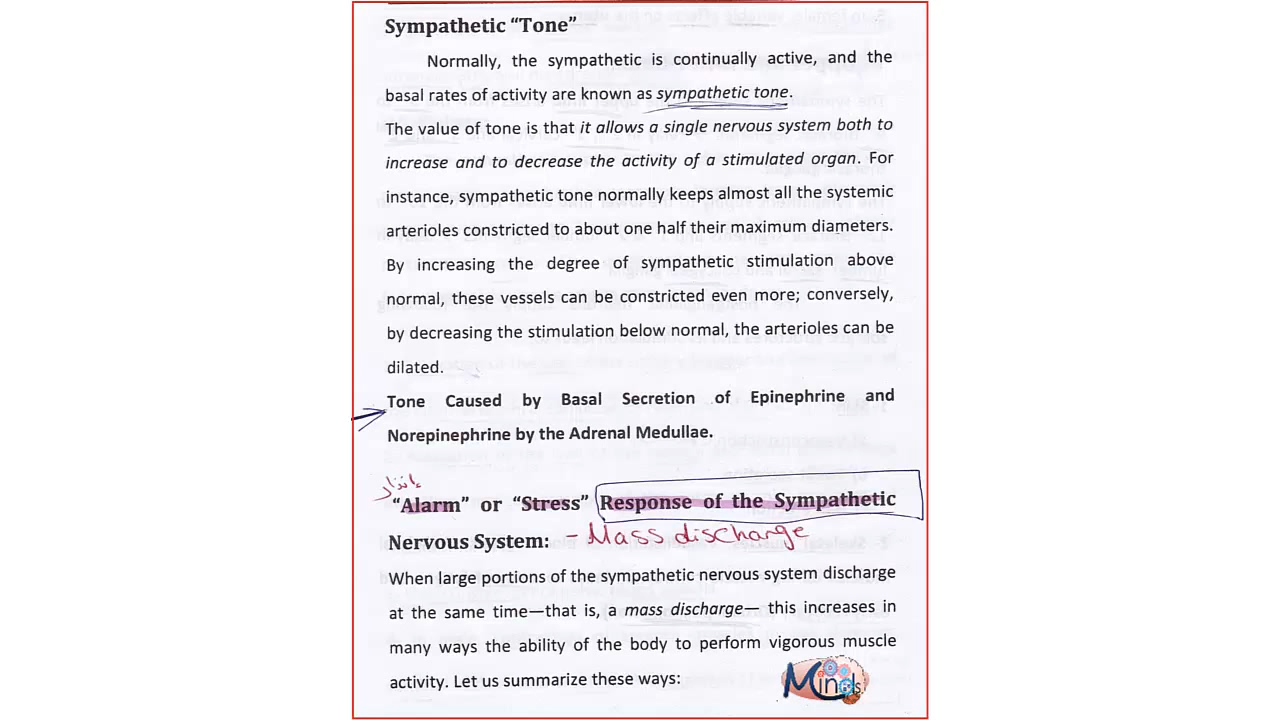 Sympathetic “Tone”
Normally, the sympathetic is continually active, and the
basal rates of activity are known as sympathetic tone.
The value of tone is that it allows a single nervous system both to
increase and to decrease the activity of a stimulated organ. For
instance, sympathetic tone normally keeps almost all the systemic
arterioles constricted to about one half their maximum diameters.
By increasing the degree of sympathetic stimulation above
normal, these vessels can be constricted even more; conversely,
by decreasing the stimulation below normal, the arterioles can be
dilated.
Tone Caused by Basal Secretion of Epinephrine and
Norepinephrine by the Adrenal Medullae.
إنذار
“Alarm” or “Stress” Response of the Sympathetic
Nervous System: - Mass discharge
When large portions of the sympathetic nervous system discharge
at the same time—that is, a mass discharge— this increases in
many ways the ability of the body to perform vigorous muscle
activity. Let us summarize these ways:
Minds